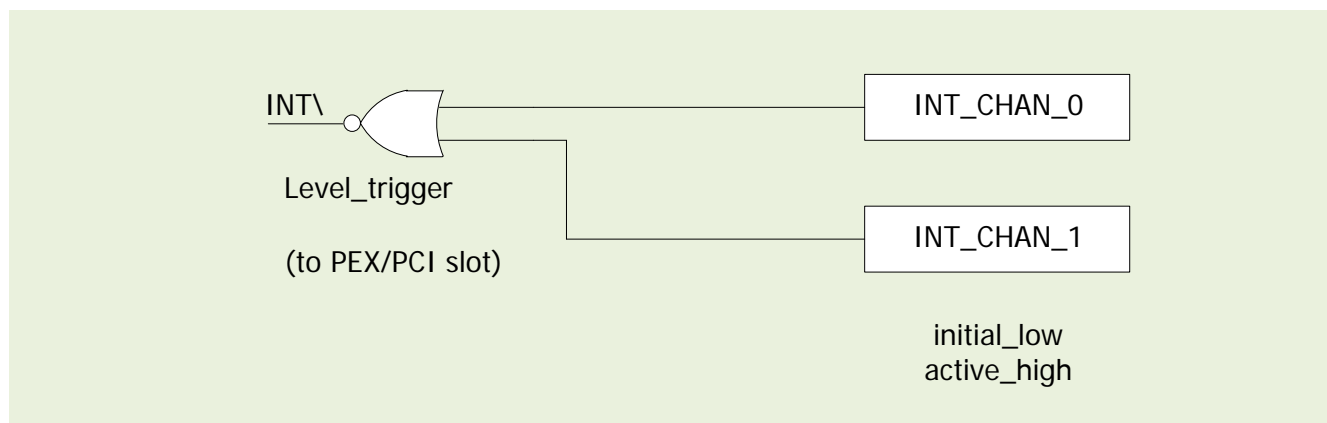 INT\
INT_CHAN_0
Level_trigger
(to PEX/PCI slot)
INT_CHAN_1
initial_low
active_high